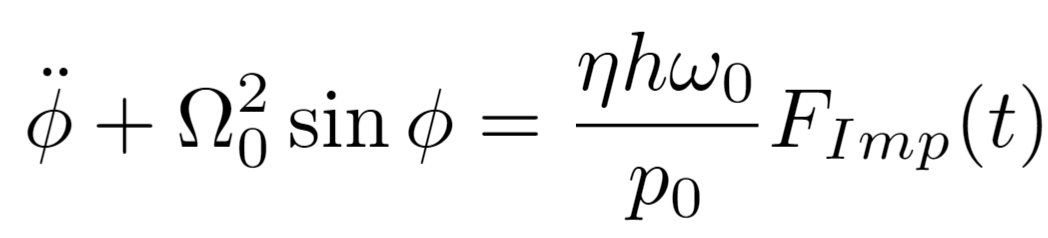 $\ddot{\phi} + \Omega_0^2 \sin \phi = \frac{\eta h \omega_0}{p_0} F_{Imp}(t)$